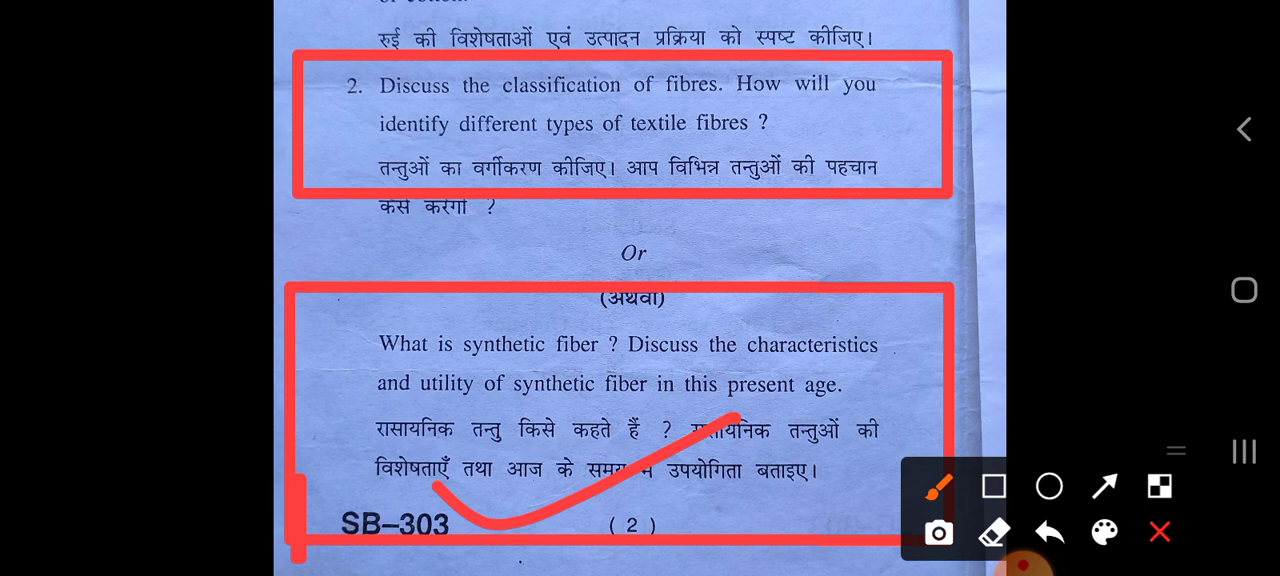 रुई की विशेषताओं एवं उत्पादन प्रक्रिया को स्पष्ट कीजिए।
2. Discuss the classification of fibres. How will you
identify different types of textile fibres ?
तन्तुओं का वर्गीकरण कीजिए। आप विभिन्न तन्तुओं की पहचान
कैसे करेंगी ?
Or
(अथवा)
What is synthetic fiber ? Discuss the characteristics
and utility of synthetic fiber in this present age.
रासायनिक तन्तु किसे कहते हैं ? रासायनिक तन्तुओं की
विशेषताएँ तथा आज के समय में उपयोगिता बताइए।
SB–303 ( 2 )